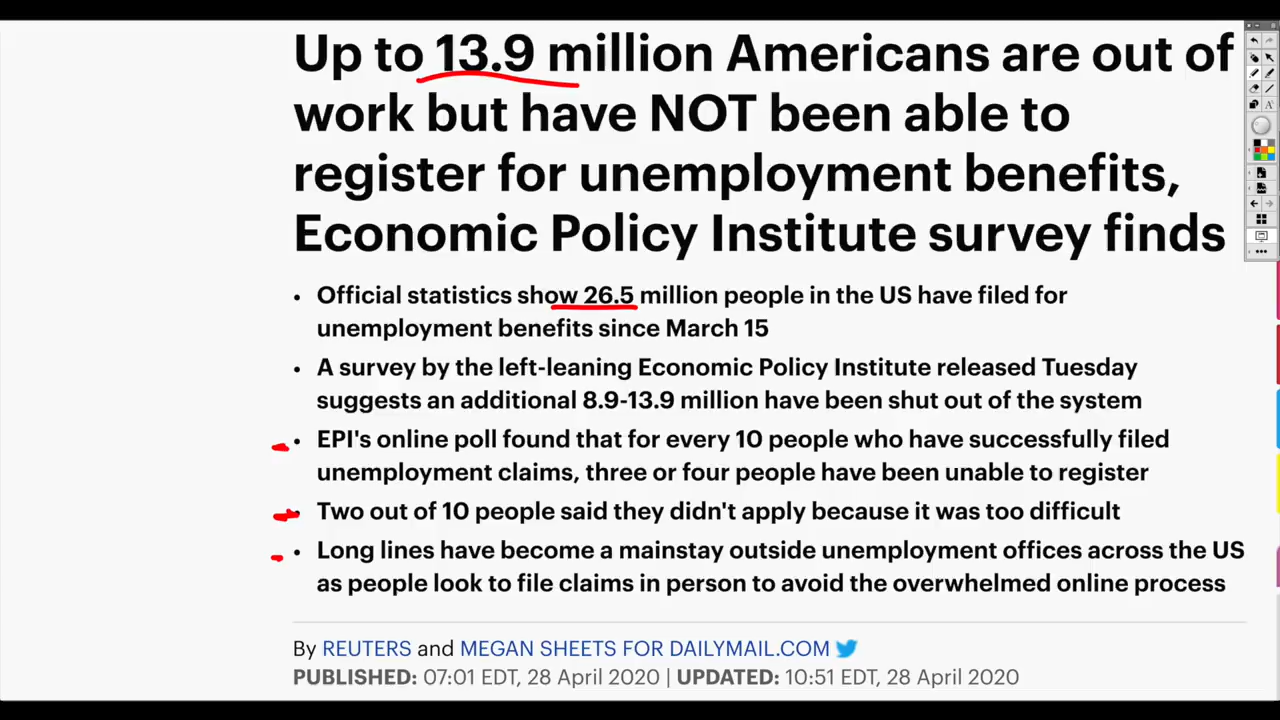 Up to 13.9 million Americans are out of
work but have NOT been able to
register for unemployment benefits,
Economic Policy Institute survey finds
• Official statistics show 26.5 million people in the US have filed for
unemployment benefits since March 15
• A survey by the left-leaning Economic Policy Institute released Tuesday
suggests an additional 8.9-13.9 million have been shut out of the system
• EPI's online poll found that for every 10 people who have successfully filed
unemployment claims, three or four people have been unable to register
• Two out of 10 people said they didn't apply because it was too difficult
• Long lines have become a mainstay outside unemployment offices across the US
as people look to file claims in person to avoid the overwhelmed online process
By REUTERS and MEGAN SHEETS FOR DAILYMAIL.COM
PUBLISHED: 07:01 EDT, 28 April 2020 | UPDATED: 10:51 EDT, 28 April 2020